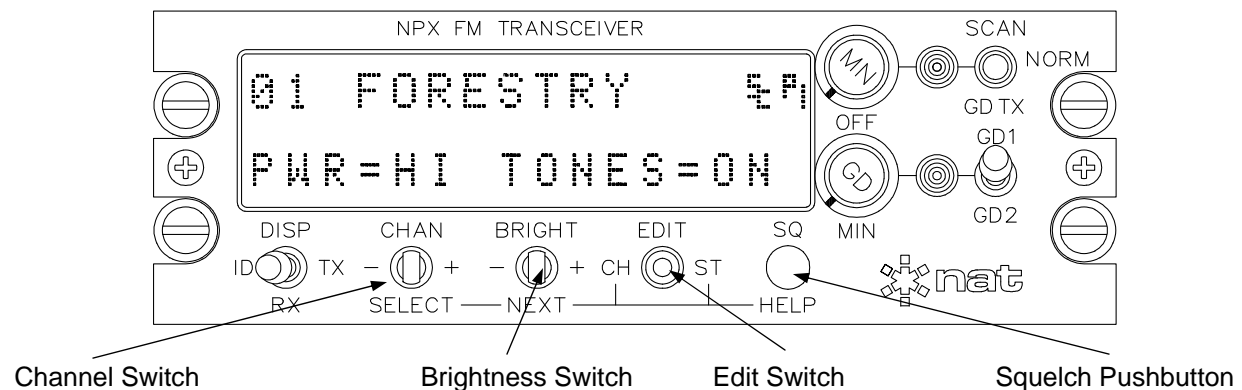 NPX FM TRANSCEIVER
SCAN
NORM
GD TX
01 FORESTRY
MN
OFF
GD1
PWR=HI TONES=ON
GD
GD2
MIN
DISP CHAN BRIGHT EDIT SQ
ID TX - + - + CH ST
RX SELECT NEXT HELP
nat
Channel Switch Brightness Switch Edit Switch Squelch Pushbutton